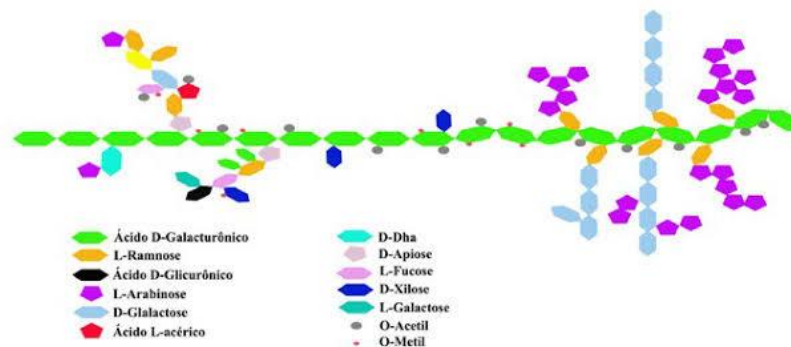 Ácido D-Galacturônico
L-Ramnose
Ácido D-Glicurônico
L-Arabinose
D-Glalactose
Ácido L-acérico
D-Dha
D-Apiose
L-Fucose
D-Xilose
L-Galactose
O-Acetil
O-Metil